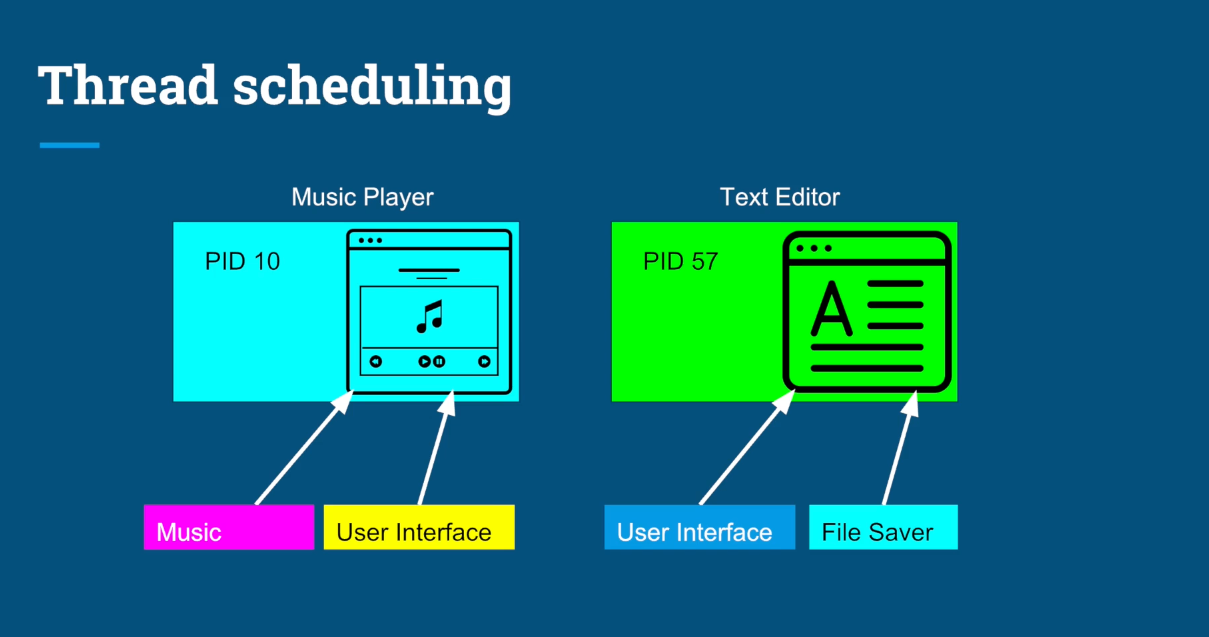 Thread scheduling
Music Player
Text Editor
PID 10
PID 57
A
Music
User Interface
User Interface
File Saver